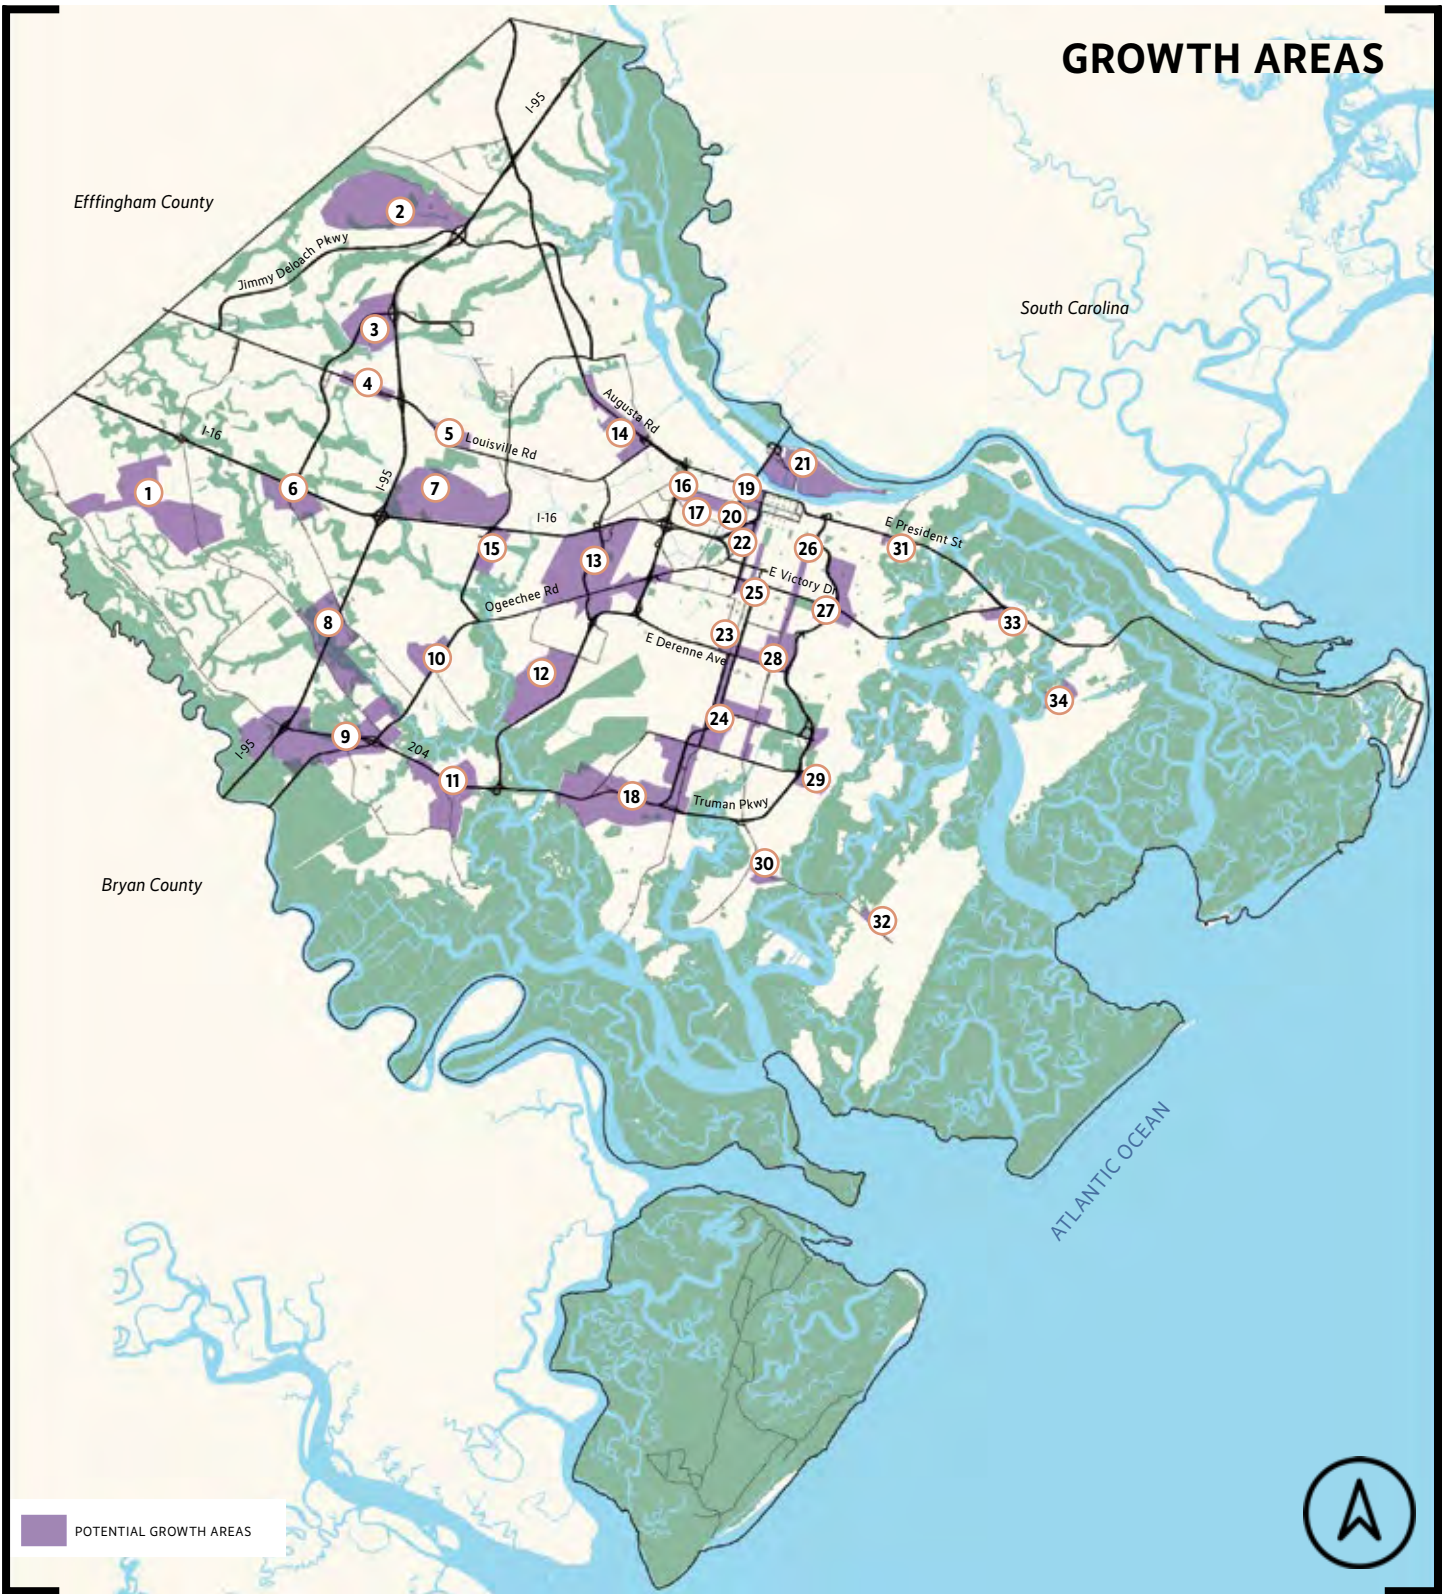 GROWTH AREAS
I-95
Efffingham County
2
Jimmy Deloach Pkwy
South Carolina
3
4
Augusta Rd
I-16
5
Louisville Rd
14
21
I-95
1
6
7
16
19
17
20
I-16
E President St
22
15
26
31
13
E Victory Dr
25
Ogeechee Rd
27
8
33
23
E Derenne Ave
10
28
12
34
24
9
I-95
204
11
29
18
Truman Pkwy
30
Bryan County
32
ATLANTIC OCEAN
POTENTIAL GROWTH AREAS